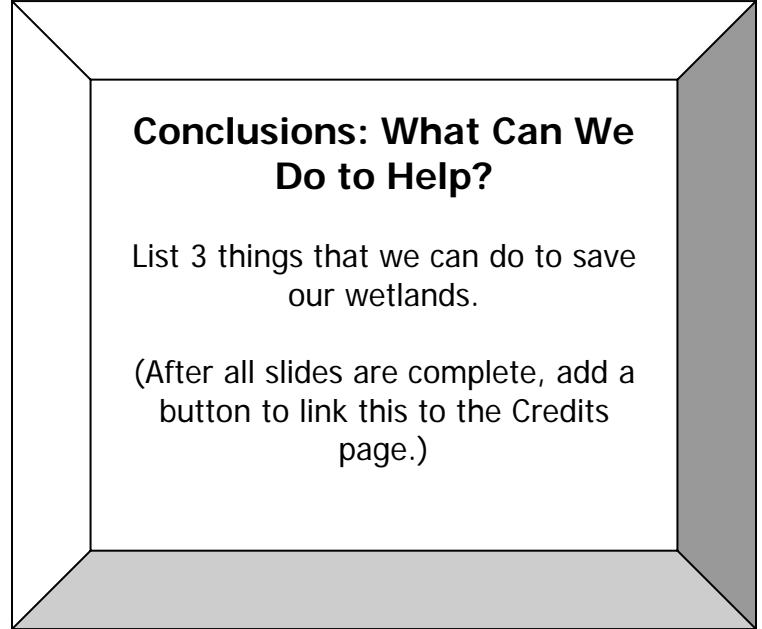 Conclusions: What Can We
Do to Help?
List 3 things that we can do to save
our wetlands.
(After all slides are complete, add a
button to link this to the Credits
page.)